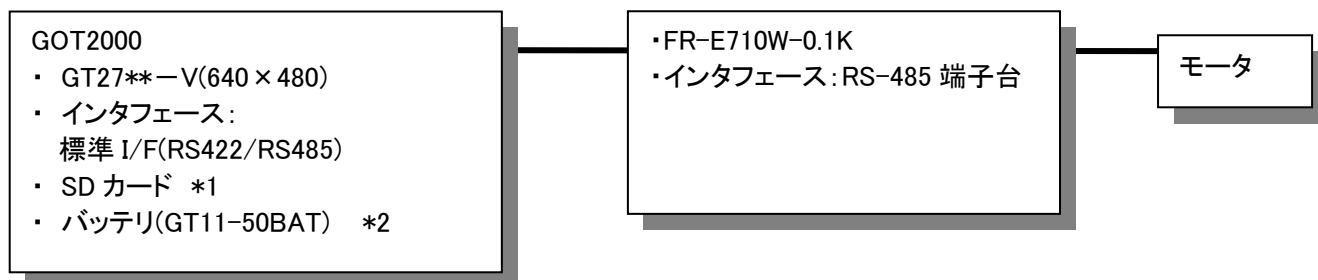 GOT2000
・ GT27**－V(640×480)
・ インタフェース：
標準 I/F(RS422/RS485)
・ SD カード *1
・ バッテリ(GT11-50BAT) *2
・FR-E710W-0.1K
・インタフェース：RS-485 端子台
モータ